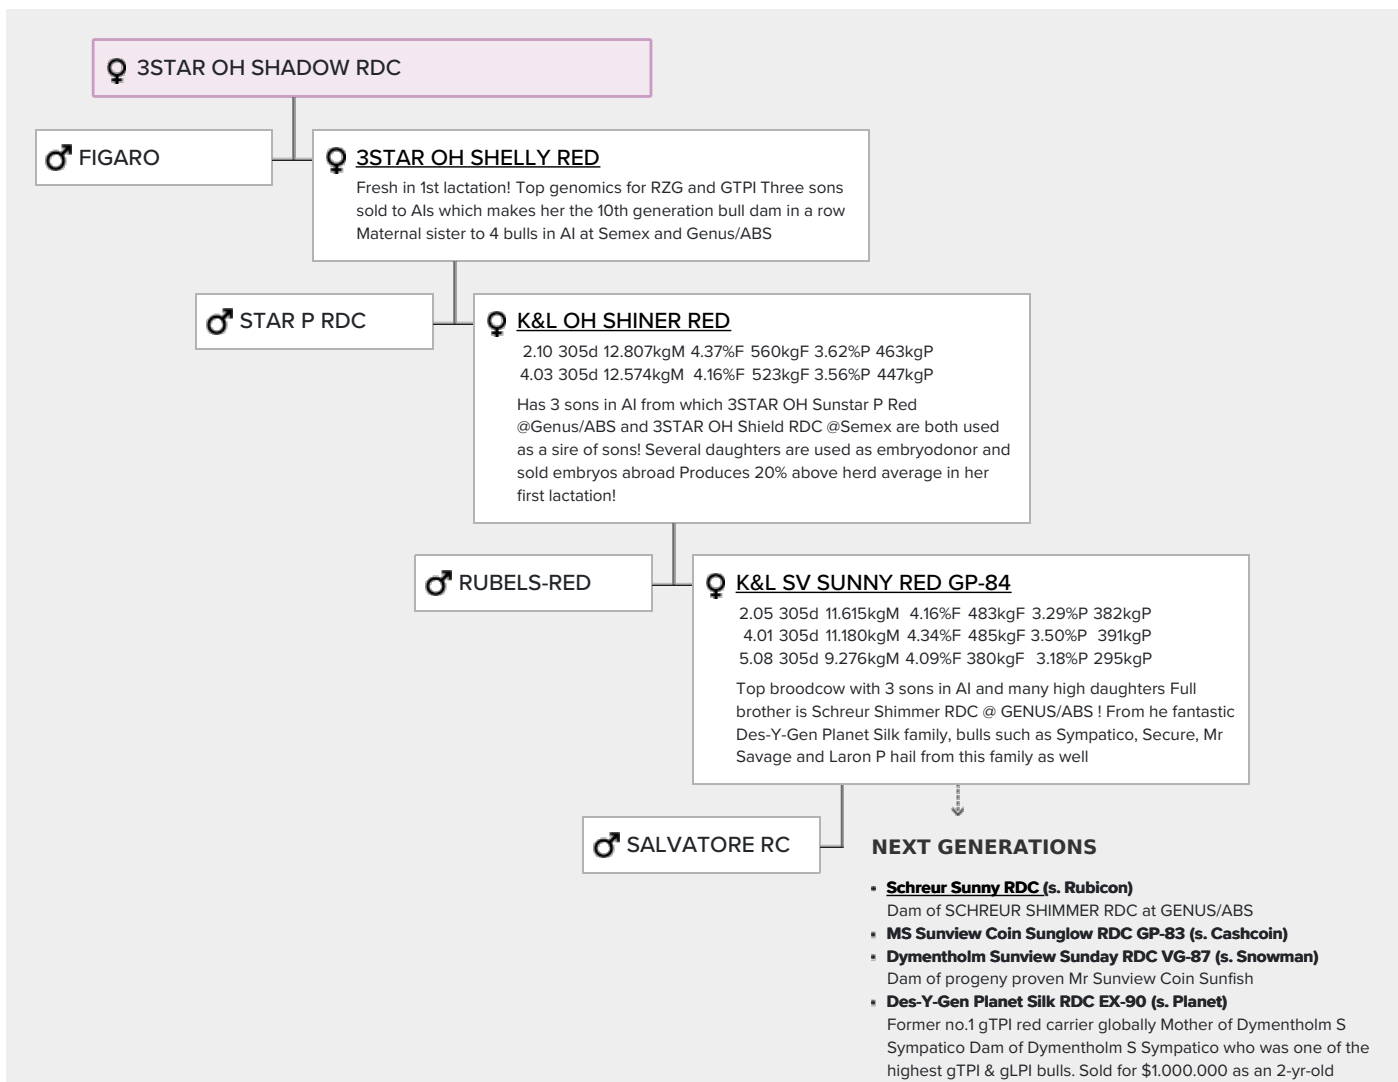 3STAR OH SHADOW RDC
FIGARO
3STAR OH SHELLY RED
Fresh in 1st lactation! Top genomics for RZG and GTPI Three sons
sold to AIs which makes her the 10th generation bull dam in a row
Maternal sister to 4 bulls in AI at Semex and Genus/ABS
STAR P RDC
K&L OH SHINER RED
2.10 305d 12.807kgM 4.37%F 560kgF 3.62%P 463kgP
4.03 305d 12.574kgM 4.16%F 523kgF 3.56%P 447kgP
Has 3 sons in AI from which 3STAR OH Sunstar P Red
@Genus/ABS and 3STAR OH Shield RDC @Semex are both used
as a sire of sons! Several daughters are used as embryodonor and
sold embryos abroad Produces 20% above herd average in her
first lactation!
RUBELS-RED
K&L SV SUNNY RED GP-84
2.05 305d 11.615kgM 4.16%F 483kgF 3.29%P 382kgP
4.01 305d 11.180kgM 4.34%F 485kgF 3.50%P 391kgP
5.08 305d 9.276kgM 4.09%F 380kgF 3.18%P 295kgP
Top broodcow with 3 sons in AI and many high daughters Full
brother is Schreur Shimmer RDC @ GENUS/ABS ! From he fantastic
Des-Y-Gen Planet Silk family, bulls such as Sympatico, Secure, Mr
Savage and Laron P hail from this family as well
SALVATORE RC
NEXT GENERATIONS
▪ Schreur Sunny RDC (s. Rubicon)
Dam of SCHREUR SHIMMER RDC at GENUS/ABS
▪ MS Sunview Coin Sunglow RDC GP-83 (s. Cashcoin)
▪ Dymentholm Sunview Sunday RDC VG-87 (s. Snowman)
Dam of progeny proven Mr Sunview Coin Sunfish
▪ Des-Y-Gen Planet Silk RDC EX-90 (s. Planet)
Former no.1 gTPI red carrier globally Mother of Dymentholm S
Sympatico Dam of Dymentholm S Sympatico who was one of the
highest gTPI & gLPI bulls. Sold for $1.000.000 as an 2-yr-old